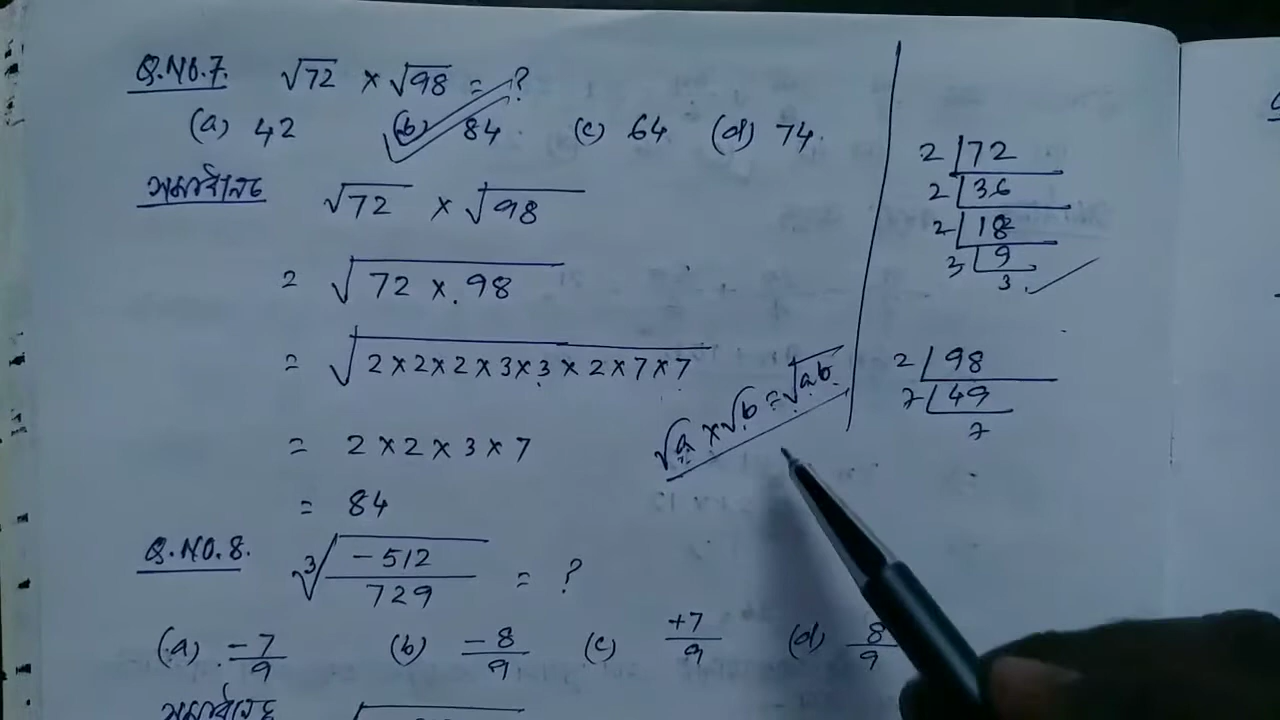 Q.NO.7. √72 × √98 = ?
(a) 42 (b) 84. (c) 64 (d) 74.
√72 × √98
2 √72 × .98
= √2×2×2×3×3×2×7×7
√a × √b = √ab
= 2×2×3×7
= 84
2 72
2 36
2 18
3 9
3
2 98
7 49
7
Q.NO.8. ∛(-512/729) = ?
(a) -7/9 (b) -8/9 (c) +7/9 (d) 8/9